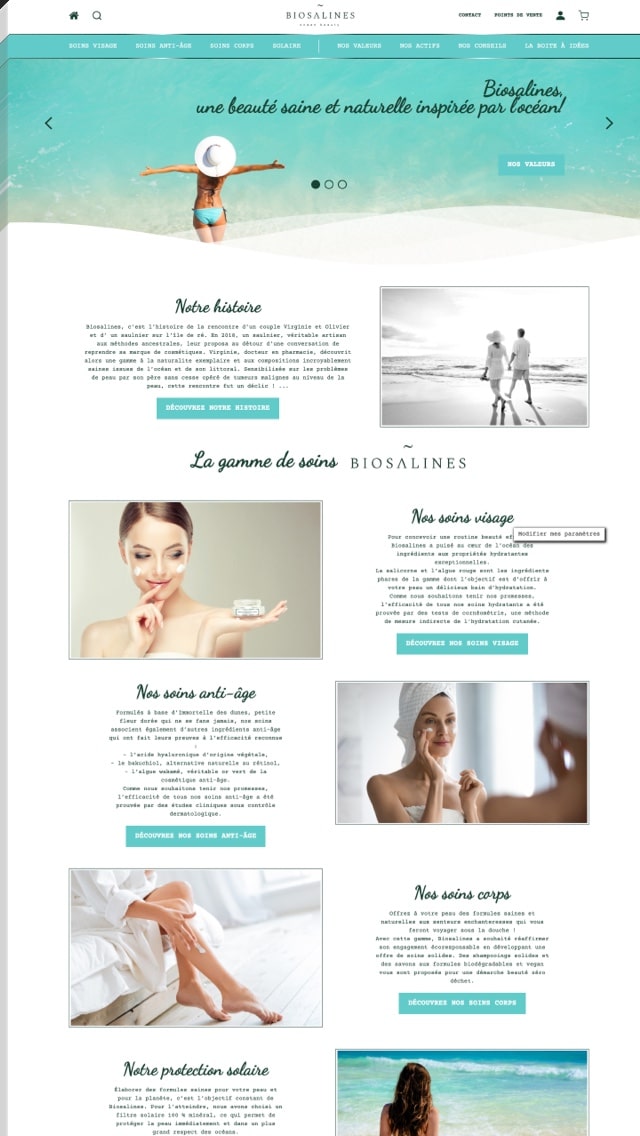 BIOSALINES
CONTACT
POINTS DE VENTE
SOINS VISAGE
SOINS ANTI-ÂGE
SOINS CORPS
SOLAIRE
NOS VALEURS
NOS ACTIFS
NOS CONSEILS
LA BOITE À IDÉES
Biosalines,
une beauté saine et naturelle inspirée par l'océan!
NOS VALEURS
Notre histoire
Biosalines, c'est l'histoire de la rencontre d'un couple Virginie et Olivier
et d' un saunier sur l'île de ré. En 2018, un saunier, véritable artisan
aux méthodes ancestrales, leur proposa au détour d'une conversation de
reprendre sa marque de cosmétiques. Virginie, docteur en pharmacie, découvrit
alors une gamme à la naturalité exemplaire et aux compositions incroyablement
saines issues de l'océan et de son littoral. Sensibilisée sur les problèmes
de peau par son père sans cesse opéré de tumeurs malignes au niveau de la
peau, cette rencontre fut un déclic ! ...
DÉCOUVREZ NOTRE HISTOIRE
La gamme de soins BIOSALINES
Nos soins visage
Pour concevoir une routine beauté
Modifier mes paramètres
Biosalines a puisé au cœur de l'océan des
ingrédients aux propriétés hydratantes
exceptionnelles.
La salicorne et l'algue rouge sont les ingrédients
phares de la gamme dont l'objectif est d'offrir à
votre peau un délicieux bain d'hydratation.
Comme nous souhaitons tenir nos promesses,
l'efficacité de tous nos soins hydratants a été
prouvée par des tests de cornéométrie, une méthode
de mesure indirecte de l'hydratation cutanée.
DÉCOUVREZ NOS SOINS VISAGE
Nos soins anti-âge
Formulés à base d'Immortelle des dunes, petite
fleur dorée qui ne se fane jamais, nos soins
associent également d'autres ingrédients anti-âge
qui ont fait leurs preuves à l'efficacité reconnue
:
- l'acide hyaluronique d'origine végétale,
- le bakuchiol, alternative naturelle au rétinol,
- l'algue wakamé, véritable or vert de la
cosmétique anti-âge.
Comme nous souhaitons tenir nos promesses,
l'efficacité de tous nos soins anti-âge a été
prouvée par des études cliniques sous contrôle
dermatologique.
DÉCOUVREZ NOS SOINS ANTI-ÂGE
Nos soins corps
Offrez à votre peau des formules saines et
naturelles aux senteurs enchanteresses qui vous
feront voyager sous la douche !
Avec cette gamme, Biosalines a souhaité réaffirmer
son engagement écoresponsable en développant une
offre de soins solides. Des shampooings solides et
des savons aux formules biodégradables et vegan
vous sont proposés pour une démarche beauté zéro
déchet.
DÉCOUVREZ NOS SOINS CORPS
Notre protection solaire
Élaborer des formules saines pour votre peau et
pour la planète, c'est l'objectif constant de
Biosalines. Pour l'atteindre, nous avons choisi un
filtre solaire 100 % minéral, ce qui permet de
protéger la peau immédiatement et dans un plus
grand respect des océans.